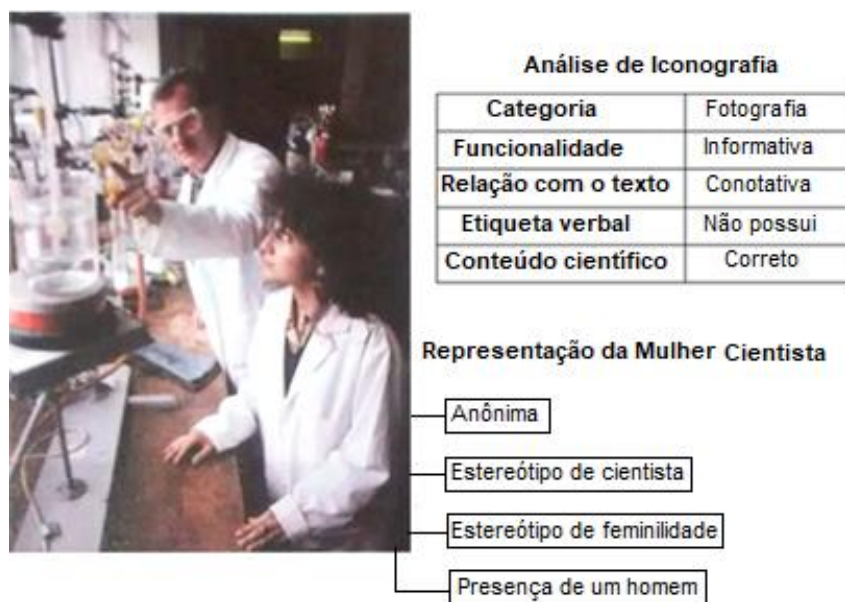 Análise de Iconografia
Categoria Fotografia
Funcionalidade Informativa
Relação com o texto Conotativa
Etiqueta verbal Não possui
Conteúdo científico Correto
Representação da Mulher Cientista
Anônima
Estereótipo de cientista
Estereótipo de feminilidade
Presença de um homem